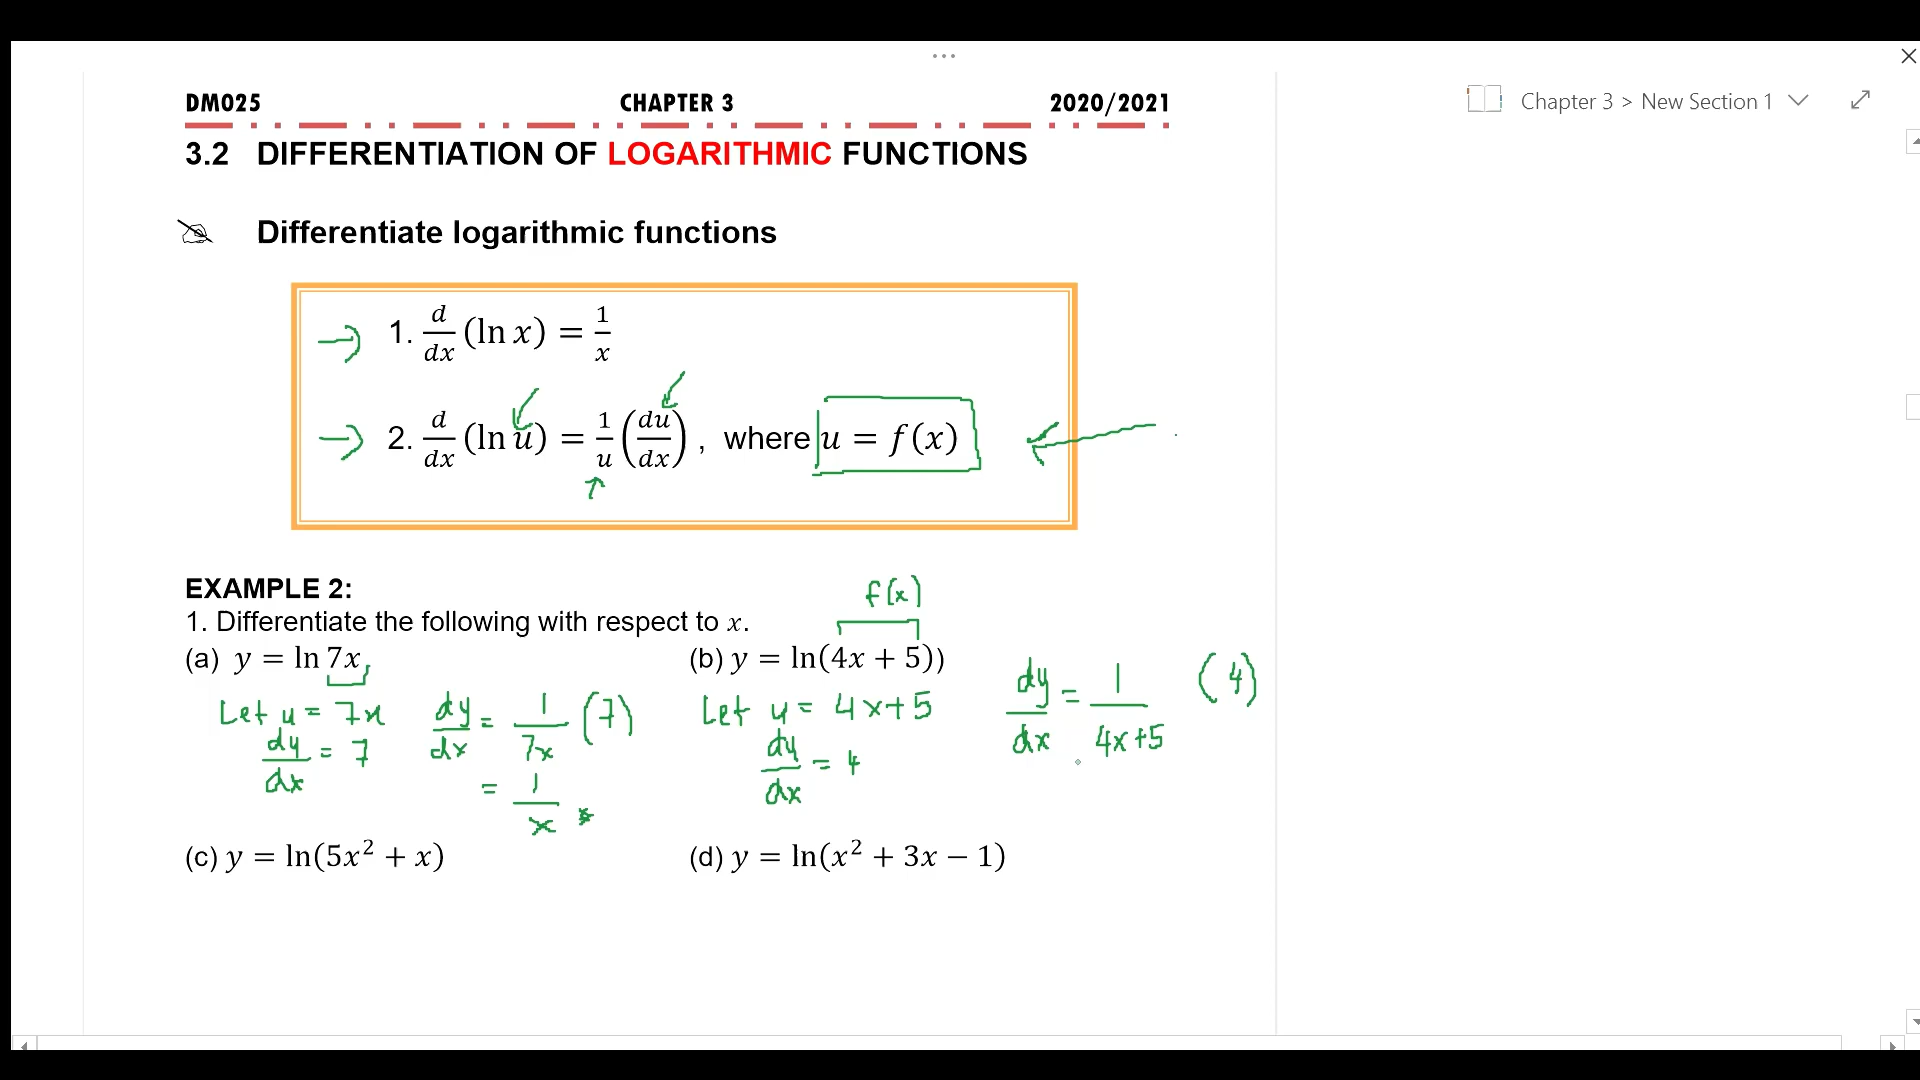 ...
Chapter 3 > New Section 1
DM025 CHAPTER 3 2020/2021
3.2 DIFFERENTIATION OF LOGARITHMIC FUNCTIONS
Differentiate logarithmic functions
1. d/dx (ln x) = 1/x
2. d/dx (ln u) = 1/u (du/dx) , where u = f(x)
EXAMPLE 2:
f(x)
1. Differentiate the following with respect to x.
(a) y = ln 7x
Let u = 7x
du/dx = 7
dy/dx = 1/7x (7)
= 1/x *
(b) y = ln(4x + 5))
Let u = 4x+5
du/dx = 4
dy/dx = 1/4x+5 (4)
(c) y = ln(5x² + x)
(d) y = ln(x² + 3x − 1)